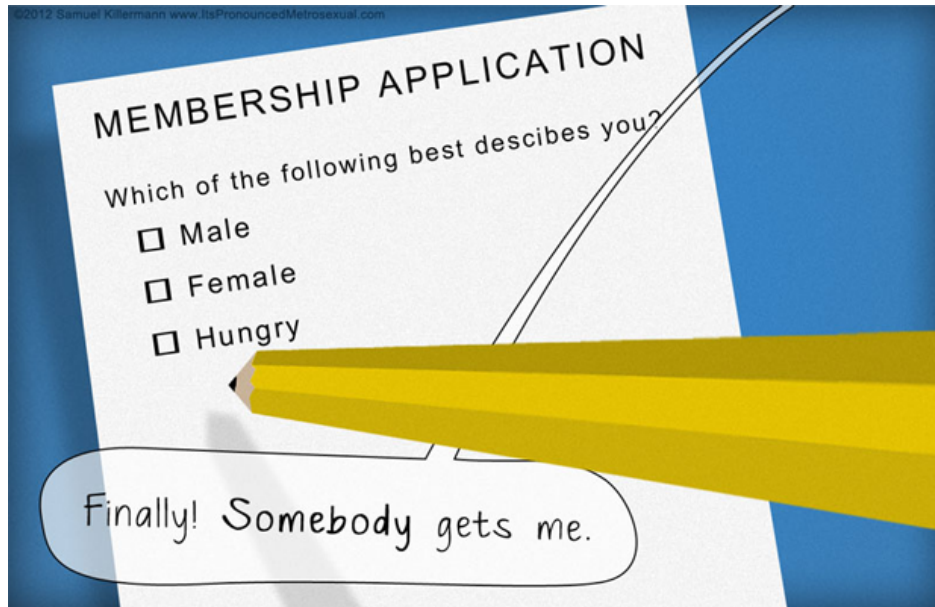 ©2012 Samuel Killermann www.ItsPronouncedMetrosexual.com
MEMBERSHIP APPLICATION
Which of the following best descibes you?
Male
Female
Hungry
Finally! Somebody gets me.